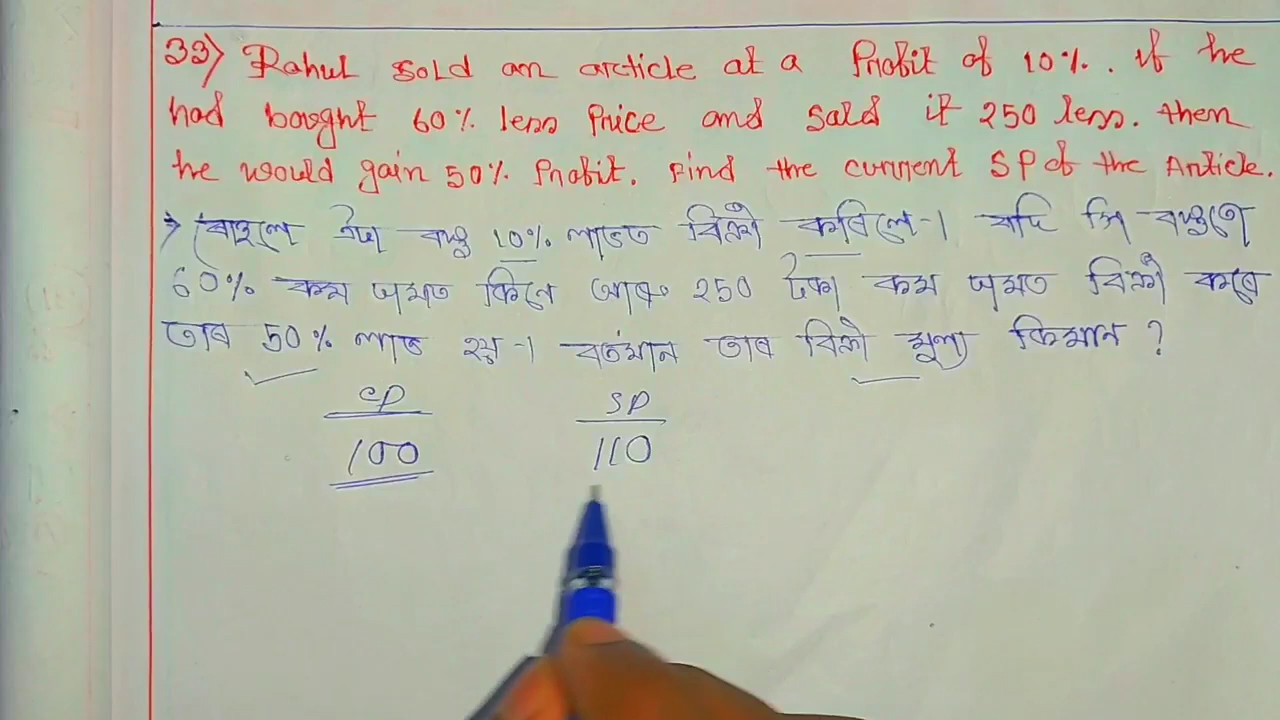 33) Rahul sold an article at a Profit of 10%. if he
had bought 60% less Price and sald it 250 less. then
he would gain 50% Profit. Find the current SP of the Article.
→ ৰাহুলে এটা বস্তু 10% লাভত বিক্ৰী কৰিলে। যদি সি বস্তুটো
60% কম দামত কিনে আৰু 250 টকা কম দামত বিক্ৰী কৰে
তাৰ 50% লাভ হয়। বৰ্তমান তাৰ বিক্ৰী মূল্য কিমান ?
CP SP
100 110